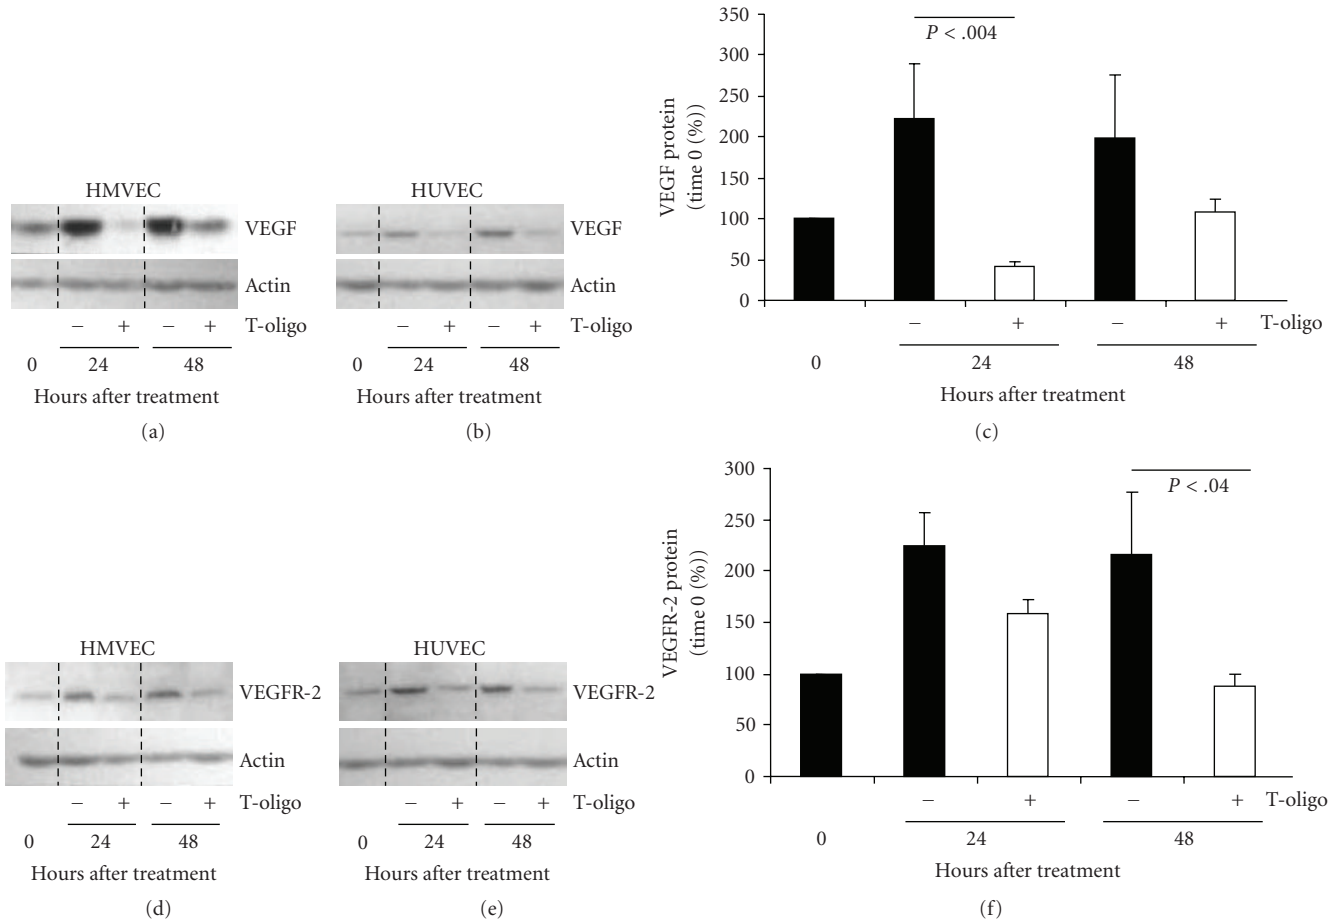 HMVEC
VEGF
Actin
− + T-oligo
0 24 48
Hours after treatment
(a)
HUVEC
VEGF
Actin
− + − + T-oligo
0 24 48
Hours after treatment
(b)
350
300
250
200
150
100
50
0
VEGF protein
(time 0 (%))
P < .004
− + − + T-oligo
0 24 48
Hours after treatment
(c)
HMVEC
VEGFR-2
Actin
− + − + T-oligo
0 24 48
Hours after treatment
(d)
HUVEC
VEGFR-2
Actin
− + − + T-oligo
0 24 48
Hours after treatment
(e)
300
250
200
150
100
50
0
VEGFR-2 protein
(time 0 (%))
P < .04
− + − + T-oligo
0 24 48
Hours after treatment
(f)